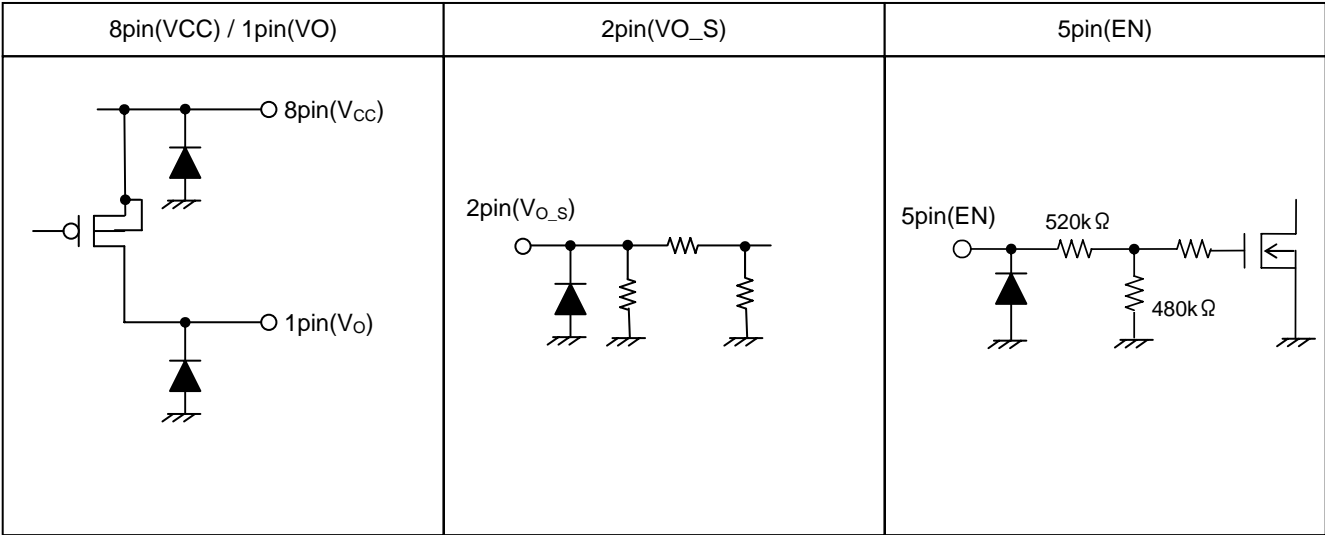 8pin(VCC) / 1pin(VO)
2pin(VO_S)
5pin(EN)
8pin(VCC)
1pin(VO)
2pin(VO_S)
5pin(EN)
520kΩ
480kΩ